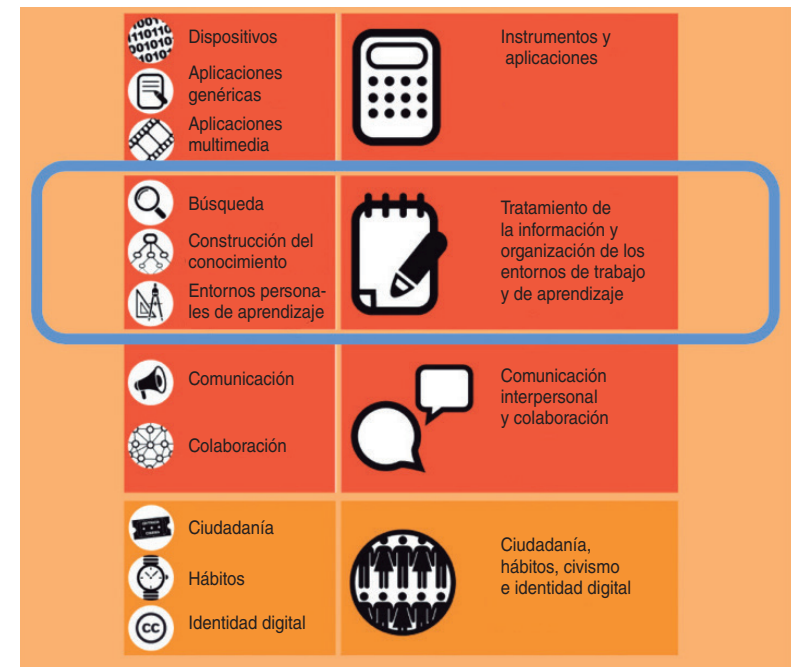 Dispositivos
Aplicaciones
genéricas
Aplicaciones
multimedia
Instrumentos y
aplicaciones
Búsqueda
Construcción del
conocimiento
Entornos persona-
les de aprendizaje
Tratamiento de
la información y
organización de los
entornos de trabajo
y de aprendizaje
Comunicación
Colaboración
Comunicación
interpersonal
y colaboración
Ciudadanía
Hábitos
Identidad digital
Ciudadanía,
hábitos, civismo
e identidad digital
cc